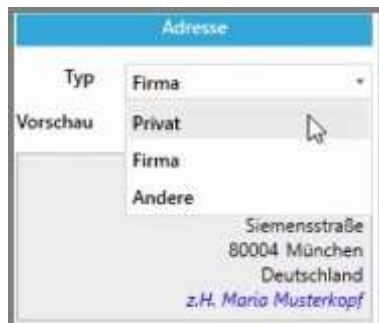 Adresse
Typ
Firma
Vorschau
Privat
Firma
Andere
Siemensstraße
80004 München
Deutschland
z.H. Maria Musterkopf